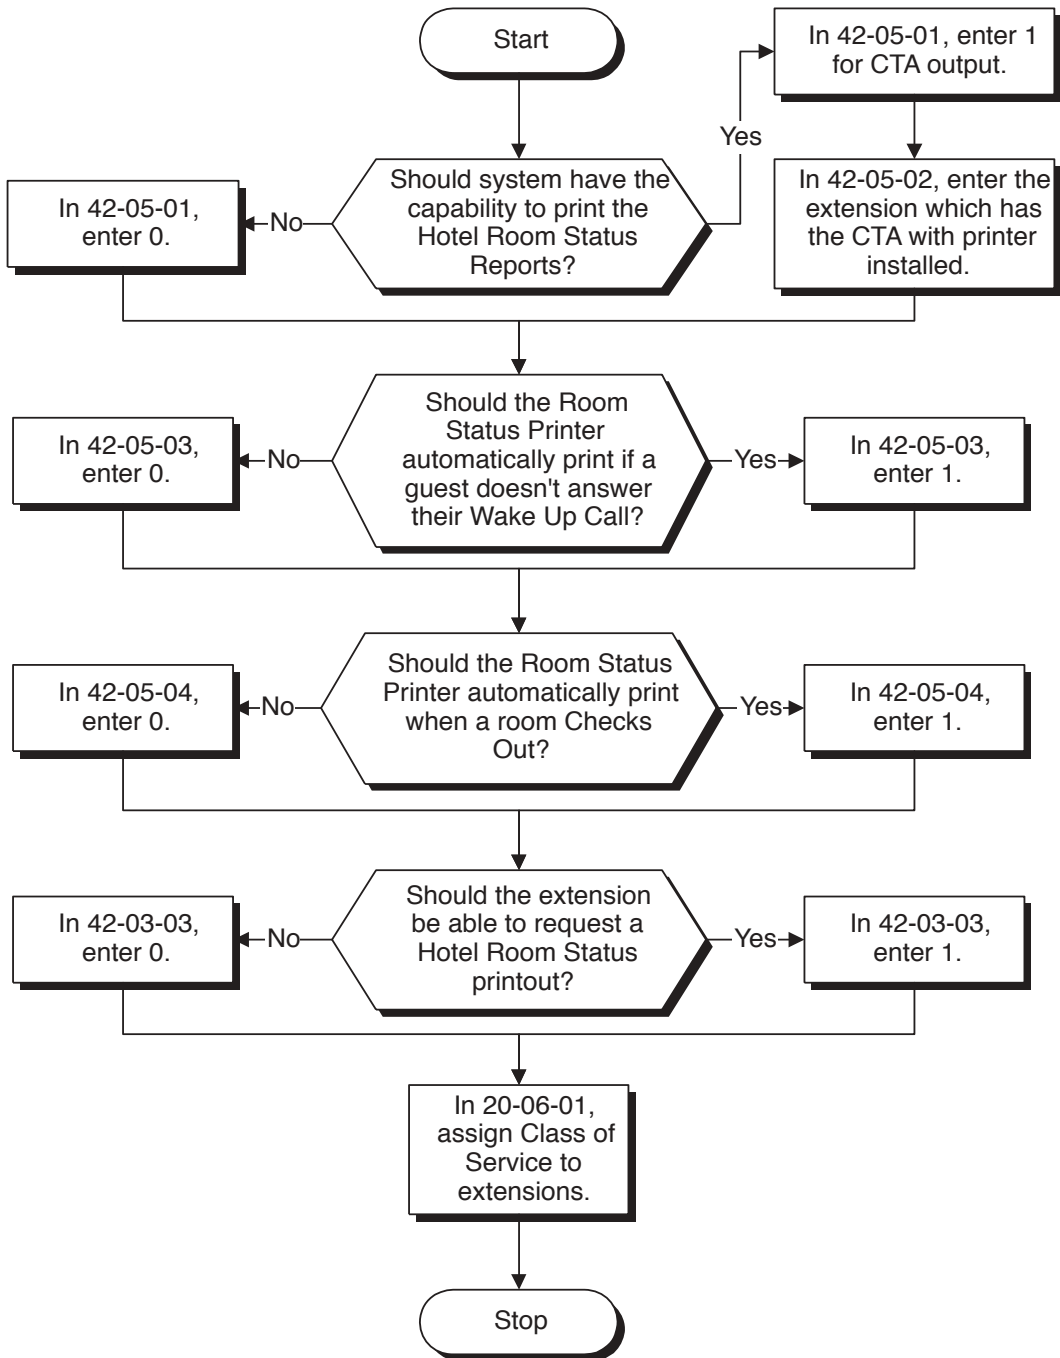 Start
In 42-05-01, enter 1
for CTA output.
Yes
Should system have the
capability to print the
Hotel Room Status
Reports?
No
In 42-05-01,
enter 0.
In 42-05-02, enter the
extension which has
the CTA with printer
installed.
Should the Room
Status Printer
automatically print if a
guest doesn't answer
their Wake Up Call?
No
In 42-05-03,
enter 0.
Yes
In 42-05-03,
enter 1.
Should the Room Status
Printer automatically print
when a room Checks
Out?
No
In 42-05-04,
enter 0.
Yes
In 42-05-04,
enter 1.
Should the extension
be able to request a
Hotel Room Status
printout?
No
In 42-03-03,
enter 0.
Yes
In 42-03-03,
enter 1.
In 20-06-01,
assign Class of
Service to
extensions.
Stop